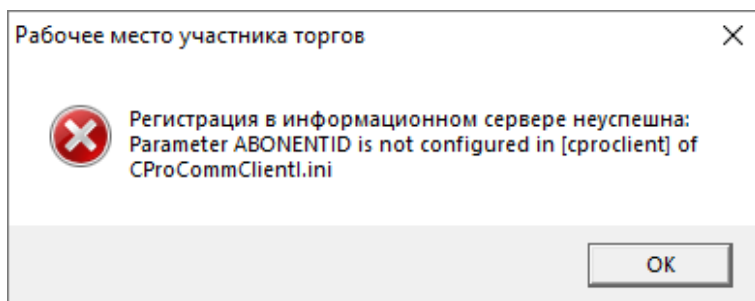 Рабочее место участника торгов
Регистрация в информационном сервере неуспешна:
Parameter ABONENTID is not configured in [cproclient] of
CProCommClientI.ini
OK